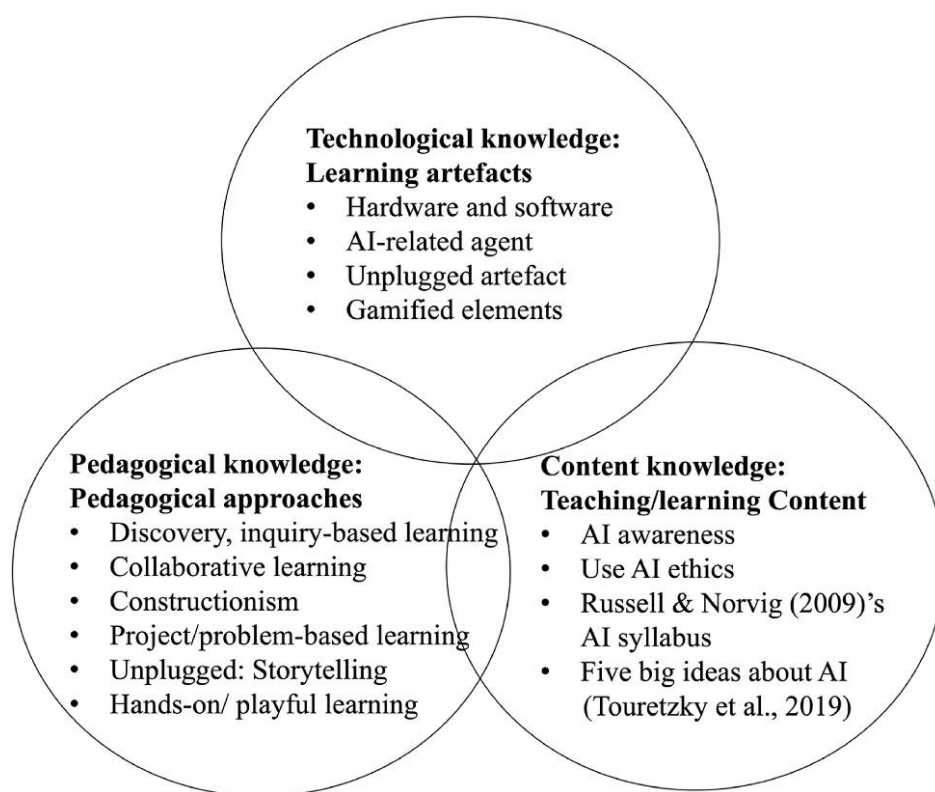 Technological knowledge:
Learning artefacts
• Hardware and software
• AI-related agent
• Unplugged artefact
• Gamified elements
Pedagogical knowledge:
Pedagogical approaches
• Discovery, inquiry-based learning
• Collaborative learning
• Constructionism
• Project/problem-based learning
• Unplugged: Storytelling
• Hands-on/ playful learning
Content knowledge:
Teaching/learning Content
• AI awareness
• Use AI ethics
• Russell & Norvig (2009)'s
AI syllabus
• Five big ideas about AI
(Touretzky et al., 2019)